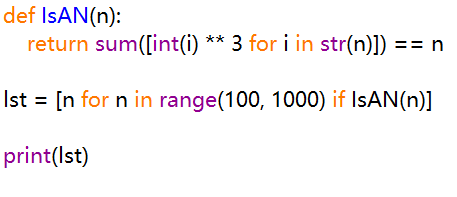 def IsAN(n):
    return sum([int(i) ** 3 for i in str(n)]) == n
lst = [n for n in range(100, 1000) if IsAN(n)]
print(lst)